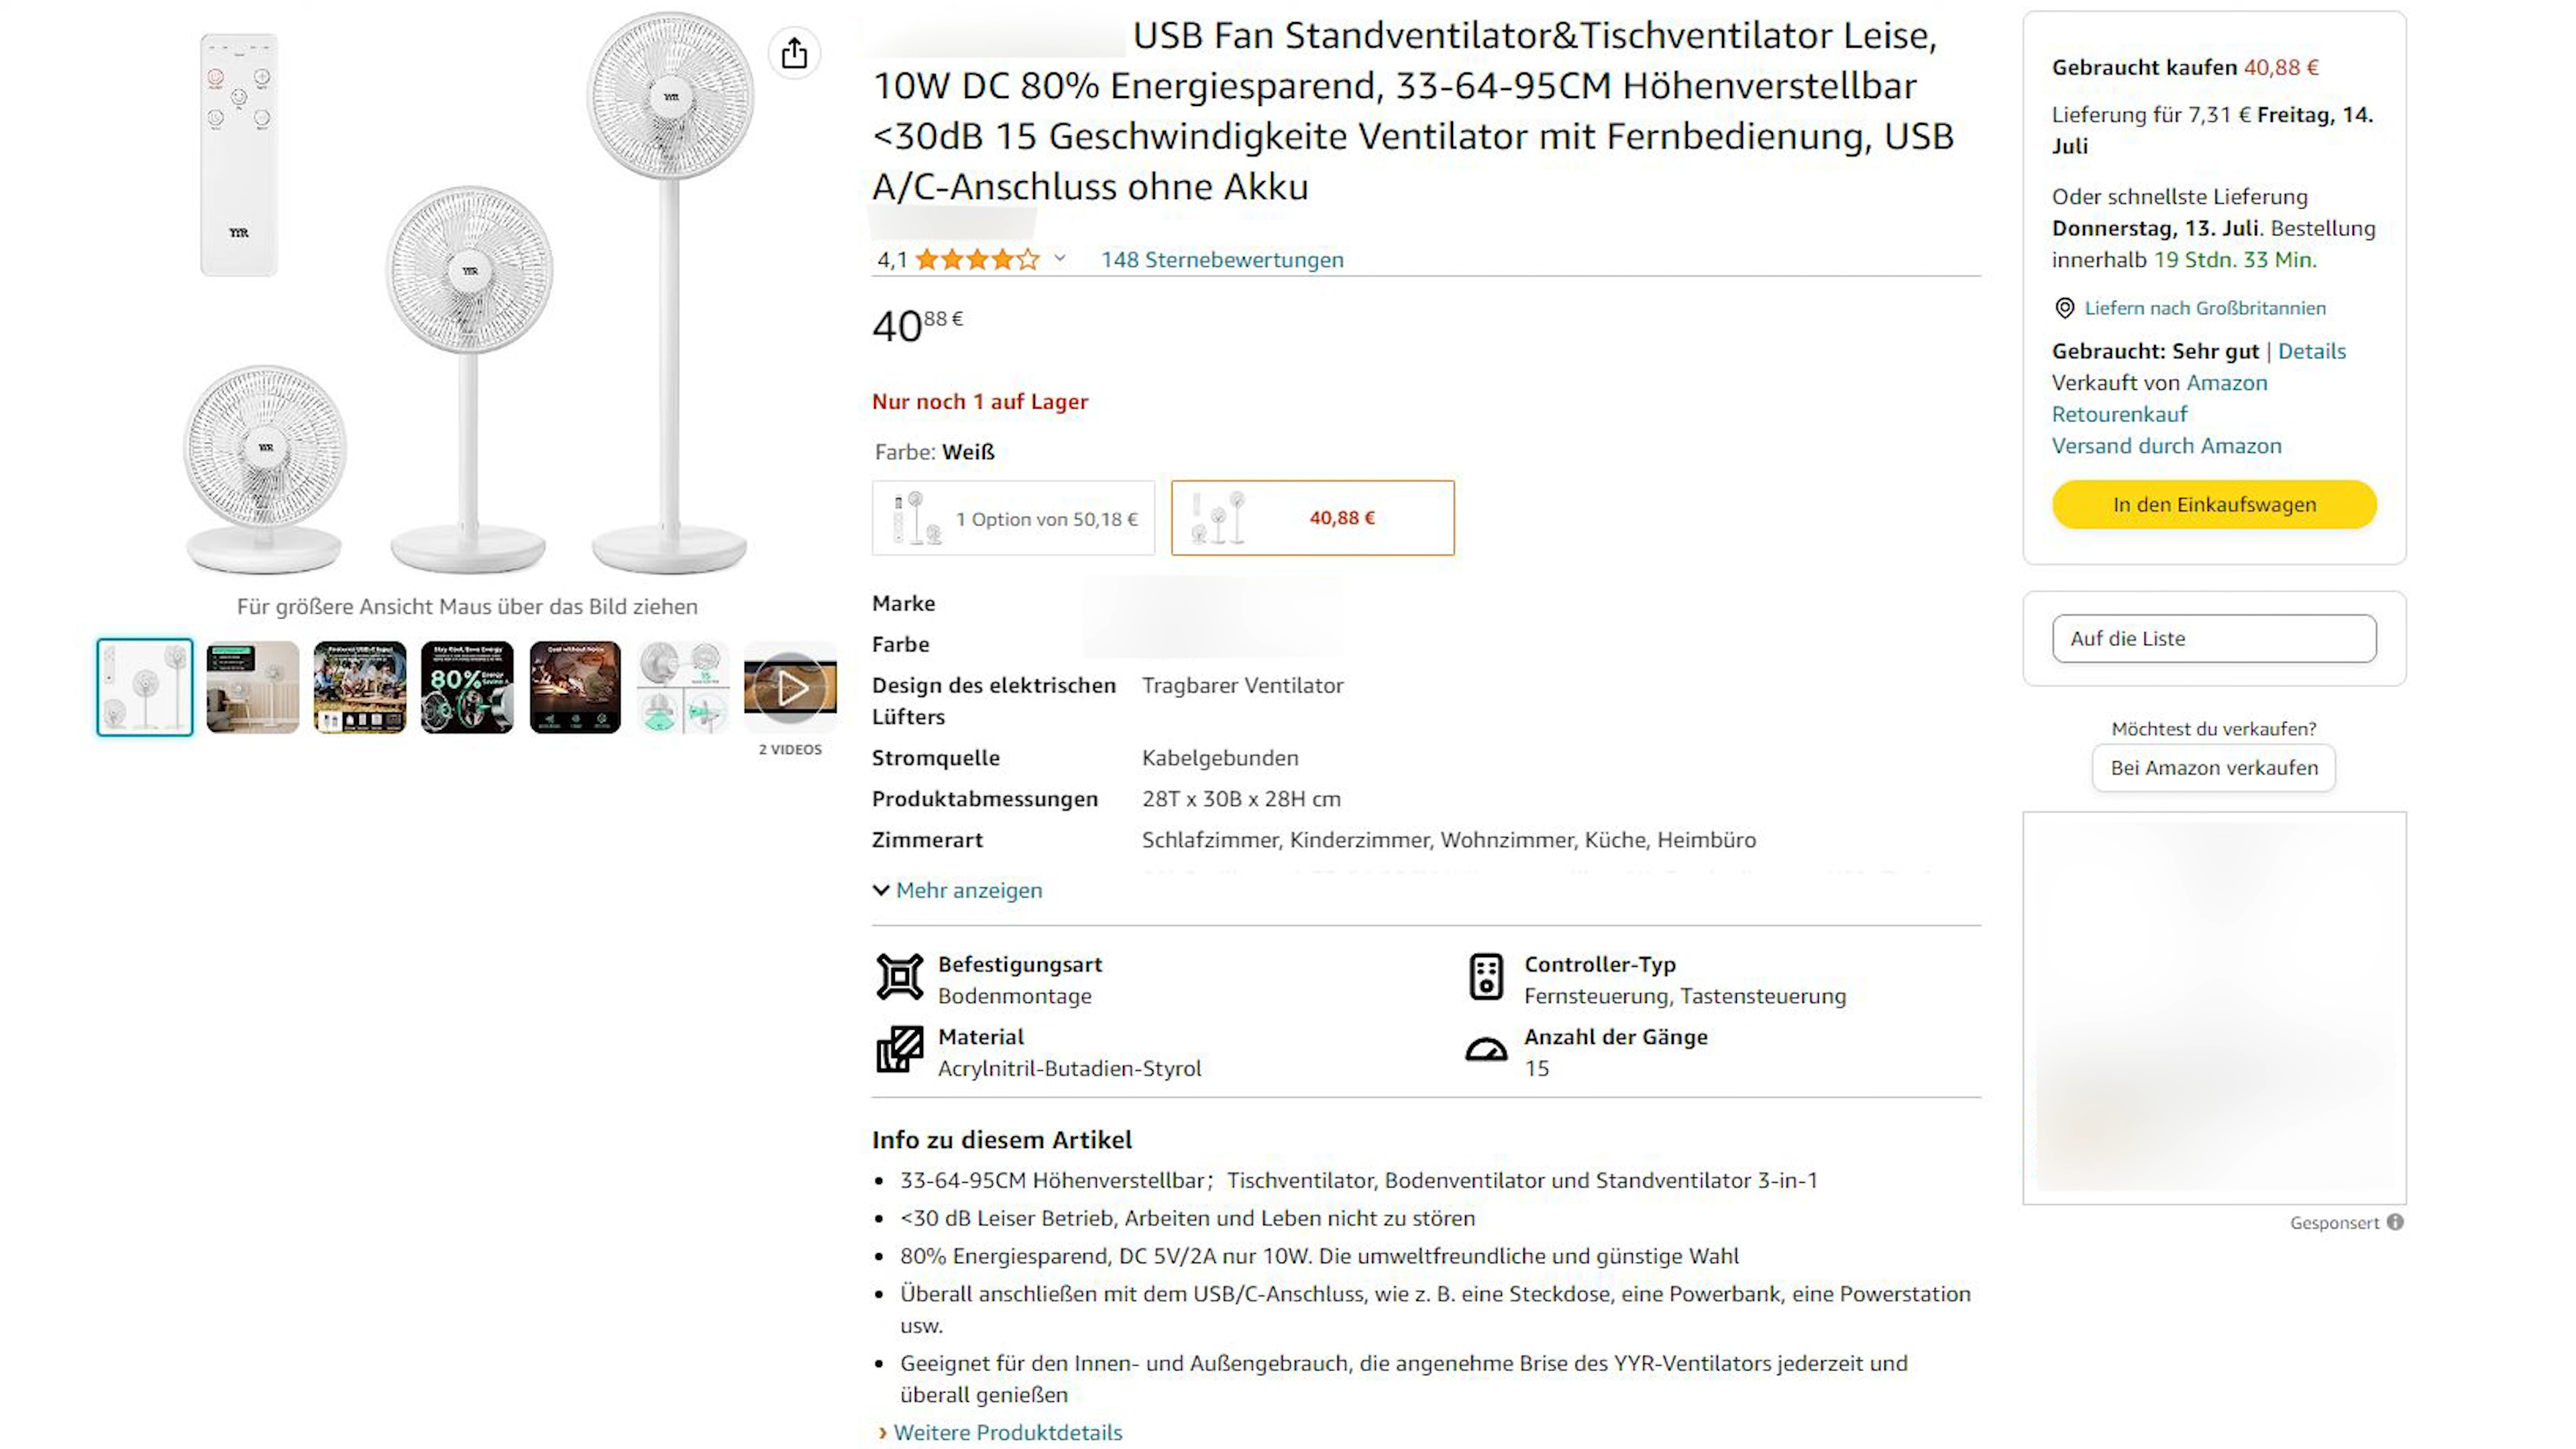 YYR
YYR
YYR
YYR
Für größere Ansicht Maus über das Bild ziehen
80%
2 VIDEOS
USB Fan Standventilator&Tischventilator Leise,
10W DC 80% Energiesparend, 33-64-95CM Höhenverstellbar
<30dB 15 Geschwindigkeite Ventilator mit Fernbedienung, USB
A/C-Anschluss ohne Akku
4,1
148 Sternebewertungen
40 88 €
Nur noch 1 auf Lager
Farbe: Weiß
1 Option von 50,18 €
40,88 €
Marke
Farbe
Design des elektrischen Lüfters Tragbarer Ventilator
Stromquelle Kabelgebunden
Produktabmessungen 28T x 30B x 28H cm
Zimmerart Schlafzimmer, Kinderzimmer, Wohnzimmer, Küche, Heimbüro
Mehr anzeigen
Befestigungsart
Bodenmontage
Controller-Typ
Fernsteuerung, Tastensteuerung
Material
Acrylnitril-Butadien-Styrol
Anzahl der Gänge
15
Info zu diesem Artikel
• 33-64-95CM Höhenverstellbar；Tischventilator, Bodenventilator und Standventilator 3-in-1
• <30 dB Leiser Betrieb, Arbeiten und Leben nicht zu stören
• 80% Energiesparend, DC 5V/2A nur 10W. Die umweltfreundliche und günstige Wahl
• Überall anschließen mit dem USB/C-Anschluss, wie z. B. eine Steckdose, eine Powerbank, eine Powerstation
usw.
• Geeignet für den Innen- und Außengebrauch, die angenehme Brise des YYR-Ventilators jederzeit und
überall genießen
› Weitere Produktdetails
Gebraucht kaufen 40,88 €
Lieferung für 7,31 € Freitag, 14.
Juli
Oder schnellste Lieferung
Donnerstag, 13. Juli. Bestellung
innerhalb 19 Stdn. 33 Min.
Liefern nach Großbritannien
Gebraucht: Sehr gut | Details
Verkauft von Amazon
Retourenkauf
Versand durch Amazon
In den Einkaufswagen
Auf die Liste
Möchtest du verkaufen?
Bei Amazon verkaufen
Gesponsert